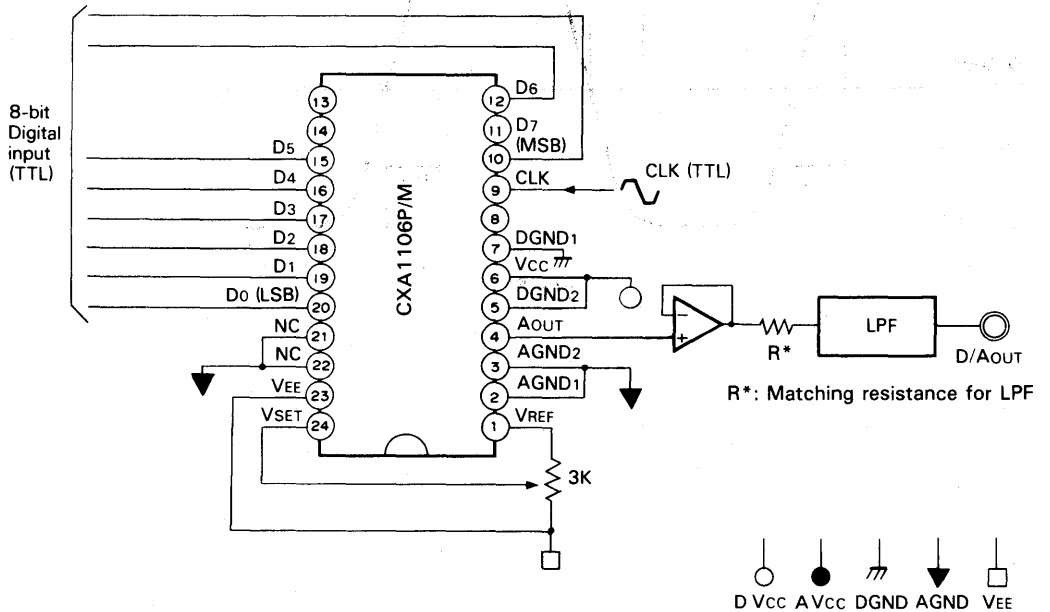 8-bit
Digital
input
(TTL)
13
14
D5 15
D4 16
D3 17
D2 18
D1 19
D0 (LSB) 20
NC 21
NC 22
VEE 23
VSET 24
CXA1106P/M
12 D6
11 D7
(MSB)
10
9 CLK
CLK (TTL)
8
7 DGND1
6 VCC
5 DGND2
4 AOUT
3 AGND2
2 AGND1
1 VREF
3K
−
+
R*
LPF
D/AOUT
R*: Matching resistance for LPF
D VCC A VCC DGND AGND VEE